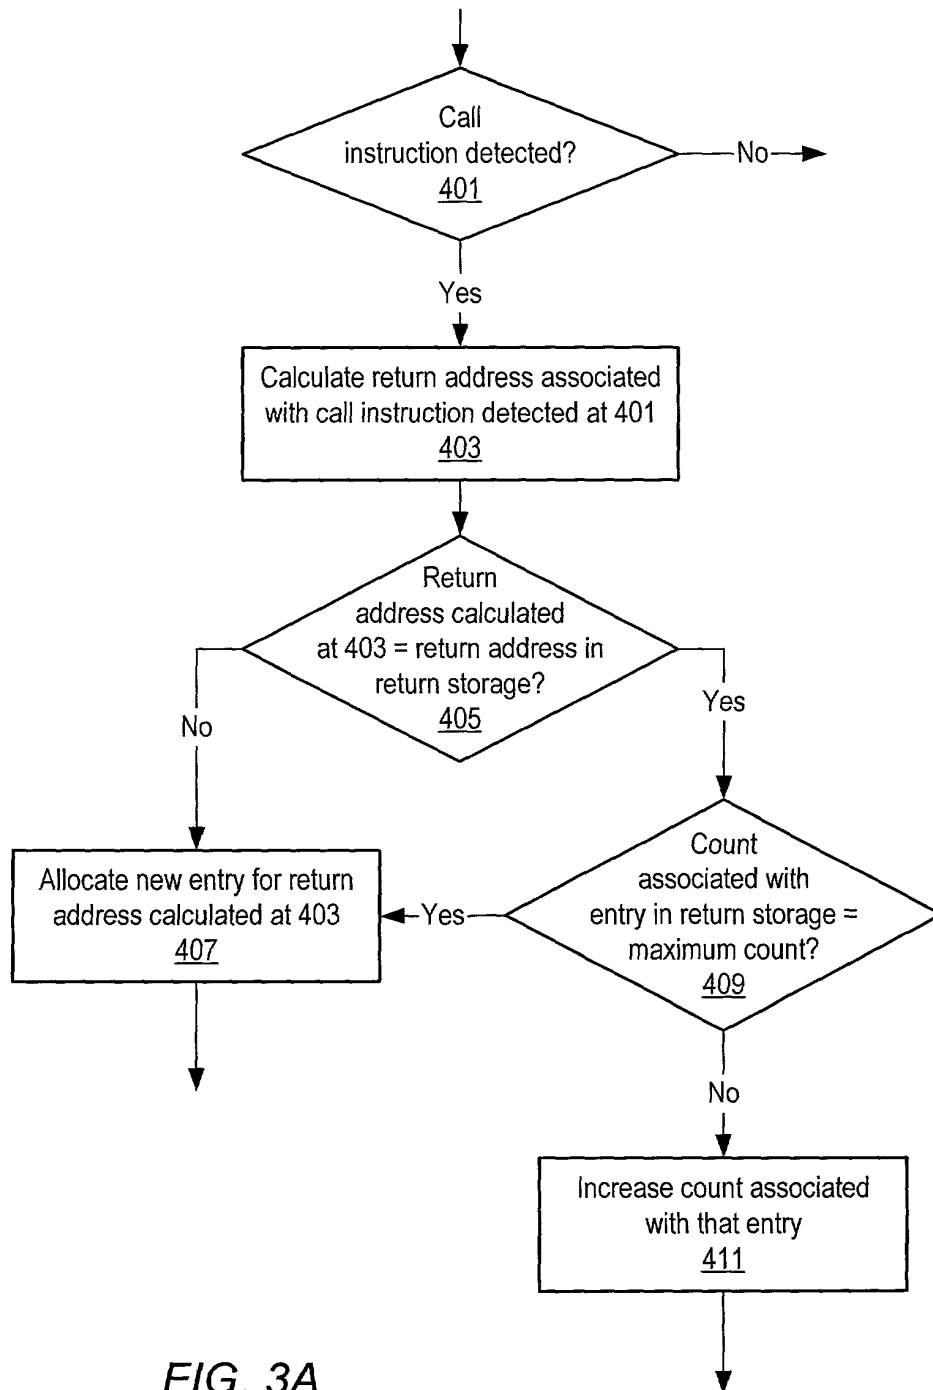 Call
instruction detected?
401
No
Yes
Calculate return address associated
with call instruction detected at 401
403
Return
address calculated
at 403 = return address in
return storage?
405
No
Yes
Allocate new entry for return
address calculated at 403
407
Yes
Count
associated with
entry in return storage =
maximum count?
409
No
Increase count associated
with that entry
411
FIG. 3A